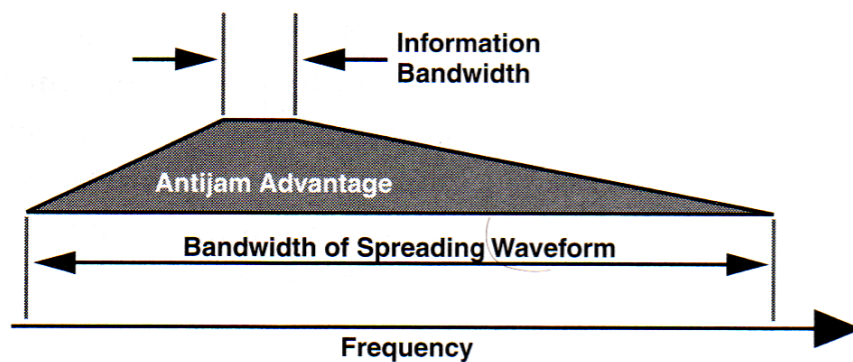 Information
Bandwidth
Antijam Advantage
Bandwidth of Spreading Waveform
Frequency